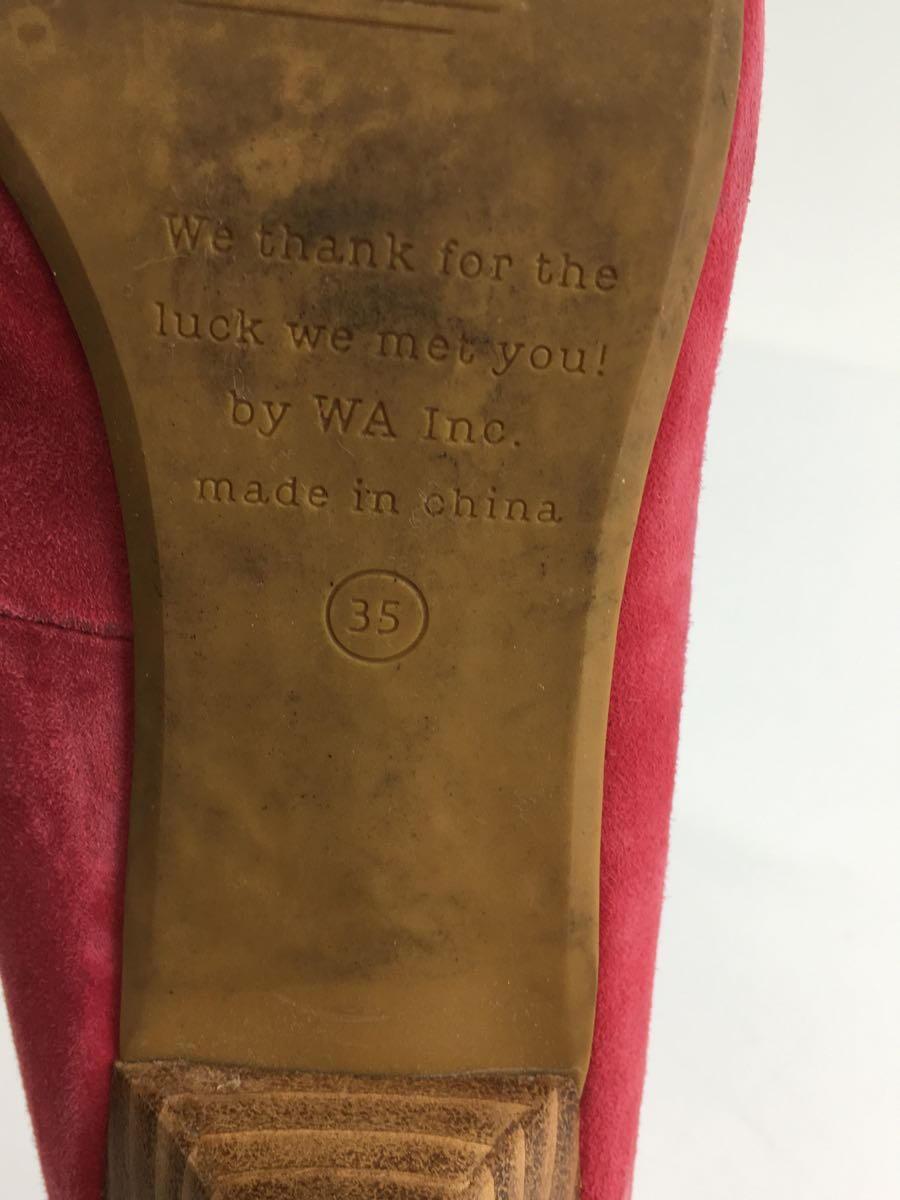 We thank for the
luck we met you!
by WA Inc.
made in china
35